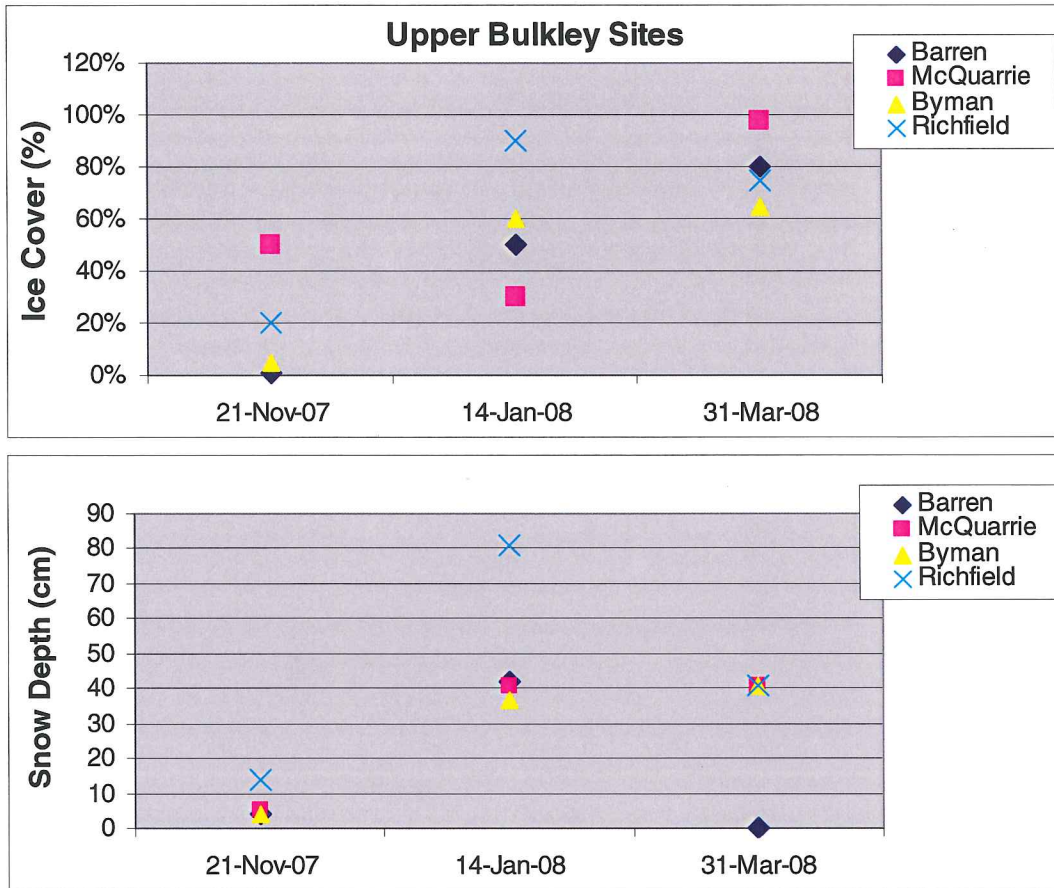 Upper Bulkley Sites
Ice Cover (%)
120%
100%
80%
60%
40%
20%
0%
21-Nov-07 14-Jan-08 31-Mar-08
Barren
McQuarrie
Byman
Richfield
Snow Depth (cm)
90
80
70
60
50
40
30
20
10
0
21-Nov-07 14-Jan-08 31-Mar-08
Barren
McQuarrie
Byman
Richfield